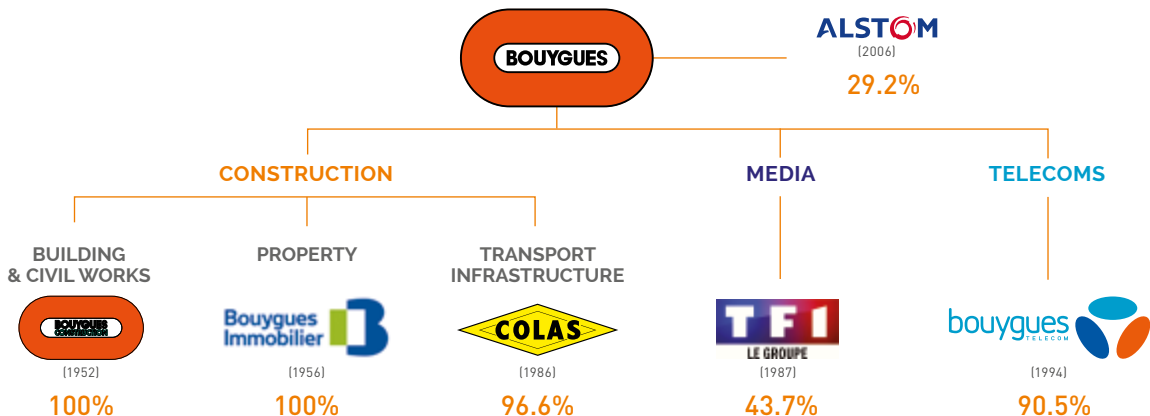 BOUYGUES
ALSTOM
(2006)
29.2%
CONSTRUCTION
MEDIA
TELECOMS
BUILDING
& CIVIL WORKS
PROPERTY
TRANSPORT
INFRASTRUCTURE
BOUYGUES
CONSTRUCTION
Bouygues
Immobilier
COLAS
TF1
LE GROUPE
bouygues
TELECOM
(1952)
(1956)
(1986)
(1987)
(1994)
100%
100%
96.6%
43.7%
90.5%